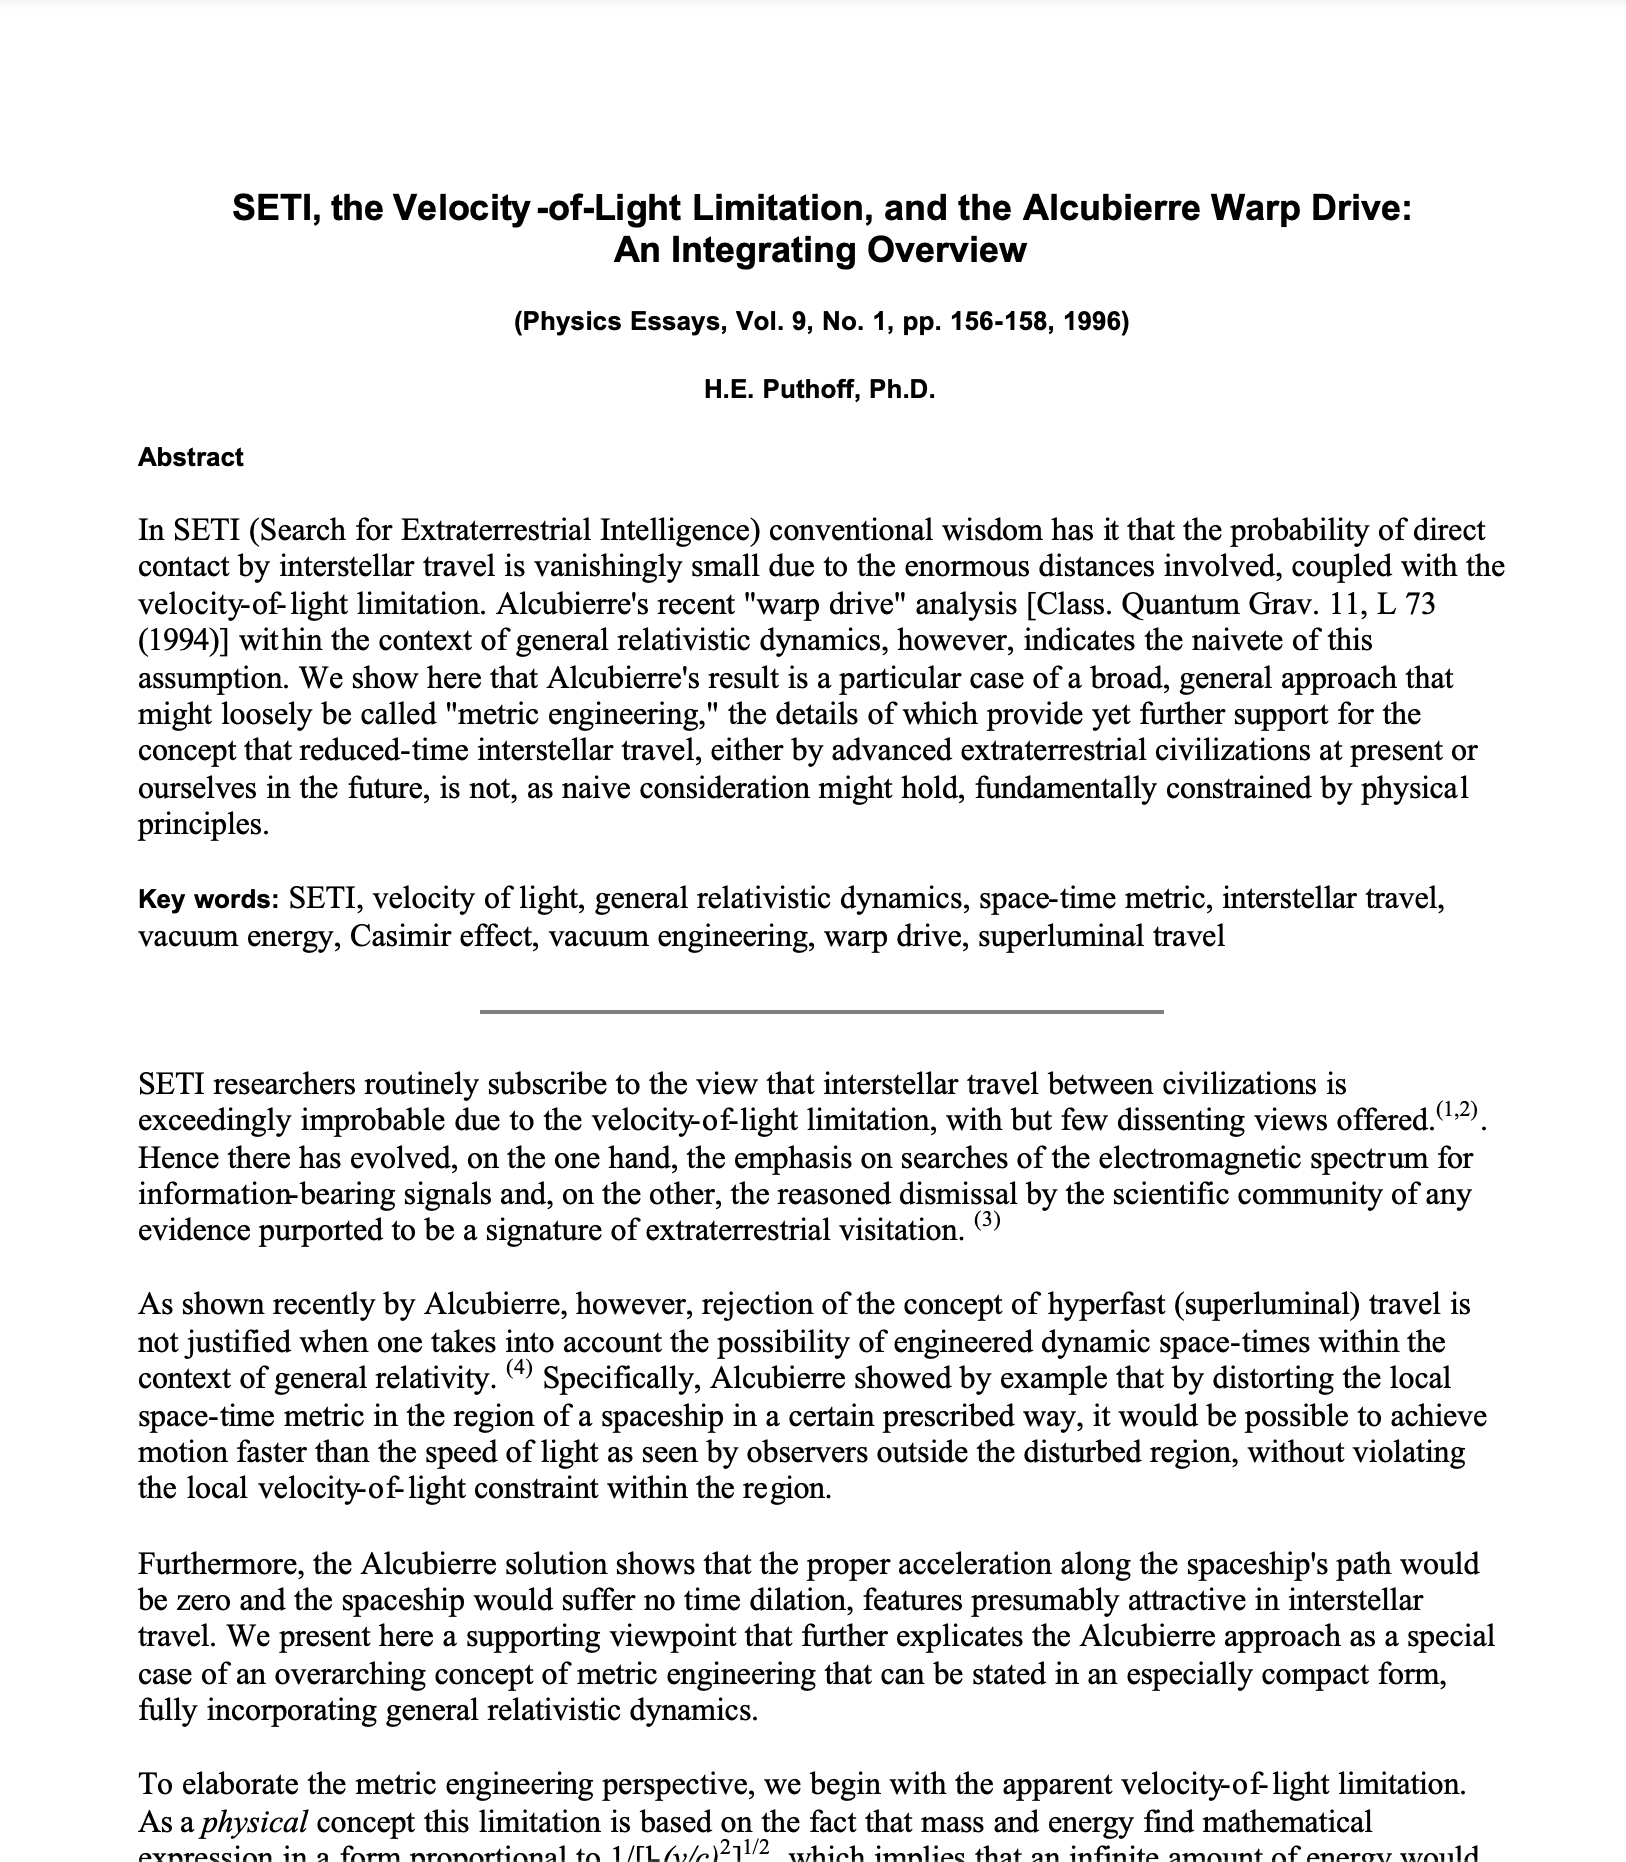 SETI, the Velocity-of-Light Limitation, and the Alcubierre Warp Drive:
An Integrating Overview
(Physics Essays, Vol. 9, No. 1, pp. 156-158, 1996)
H.E. Puthoff, Ph.D.
Abstract
In SETI (Search for Extraterrestrial Intelligence) conventional wisdom has it that the probability of direct
contact by interstellar travel is vanishingly small due to the enormous distances involved, coupled with the
velocity-of-light limitation. Alcubierre's recent "warp drive" analysis [Class. Quantum Grav. 11, L 73
(1994)] within the context of general relativistic dynamics, however, indicates the naivete of this
assumption. We show here that Alcubierre's result is a particular case of a broad, general approach that
might loosely be called "metric engineering," the details of which provide yet further support for the
concept that reduced-time interstellar travel, either by advanced extraterrestrial civilizations at present or
ourselves in the future, is not, as naive consideration might hold, fundamentally constrained by physical
principles.
Key words: SETI, velocity of light, general relativistic dynamics, space-time metric, interstellar travel,
vacuum energy, Casimir effect, vacuum engineering, warp drive, superluminal travel
SETI researchers routinely subscribe to the view that interstellar travel between civilizations is
exceedingly improbable due to the velocity-of-light limitation, with but few dissenting views offered.(1,2).
Hence there has evolved, on the one hand, the emphasis on searches of the electromagnetic spectrum for
information-bearing signals and, on the other, the reasoned dismissal by the scientific community of any
evidence purported to be a signature of extraterrestrial visitation. (3)
As shown recently by Alcubierre, however, rejection of the concept of hyperfast (superluminal) travel is
not justified when one takes into account the possibility of engineered dynamic space-times within the
context of general relativity. (4) Specifically, Alcubierre showed by example that by distorting the local
space-time metric in the region of a spaceship in a certain prescribed way, it would be possible to achieve
motion faster than the speed of light as seen by observers outside the disturbed region, without violating
the local velocity-of-light constraint within the region.
Furthermore, the Alcubierre solution shows that the proper acceleration along the spaceship's path would
be zero and the spaceship would suffer no time dilation, features presumably attractive in interstellar
travel. We present here a supporting viewpoint that further explicates the Alcubierre approach as a special
case of an overarching concept of metric engineering that can be stated in an especially compact form,
fully incorporating general relativistic dynamics.
To elaborate the metric engineering perspective, we begin with the apparent velocity-of-light limitation.
As a physical concept this limitation is based on the fact that mass and energy find mathematical
expression in a form proportional to 1/[1-(v/c)2]1/2, which implies that an infinite amount of energy would